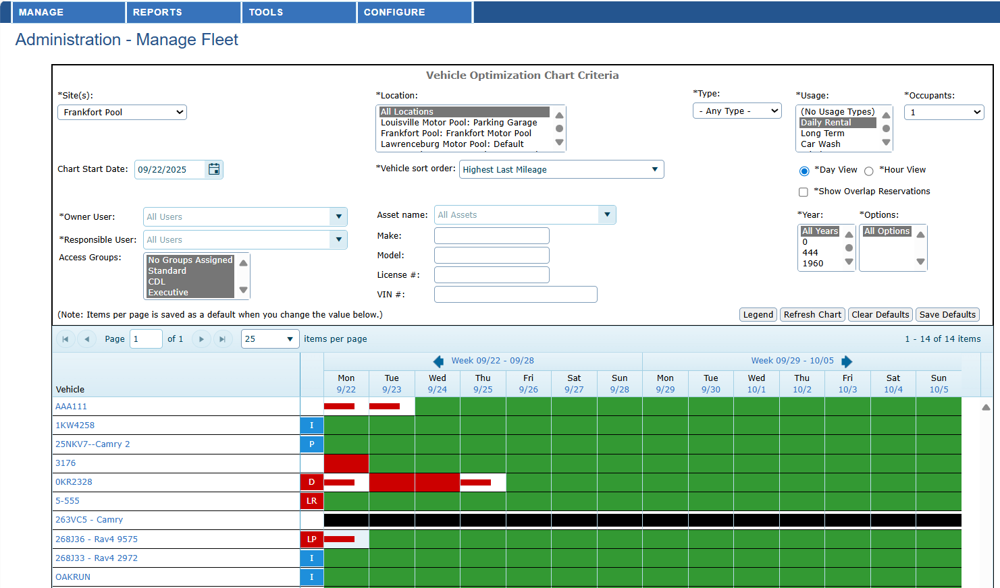 MANAGE REPORTS TOOLS CONFIGURE
Administration - Manage Fleet
Vehicle Optimization Chart Criteria
*Site(s):
Frankfort Pool
*Location:
All Locations
Louisville Motor Pool: Parking Garage
Frankfort Pool: Frankfort Motor Pool
Lawrenceburg Motor Pool: Default
*Type:
- Any Type -
*Usage:
(No Usage Types)
Daily Rental
Long Term
Car Wash
*Occupants:
1
Chart Start Date: 09/22/2025
*Vehicle sort order: Highest Last Mileage
*Day View *Hour View
*Show Overlap Reservations
*Owner User: All Users
*Responsible User: All Users
Access Groups:
No Groups Assigned
Standard
CDL
Executive
Asset name: All Assets
Make:
Model:
License #:
VIN #:
*Year:
All Years
0
444
1960
*Options:
All Options
(Note: Items per page is saved as a default when you change the value below.)
Legend Refresh Chart Clear Defaults Save Defaults
Page 1 of 1 25 items per page 1 - 14 of 14 items
Week 09/22 - 09/28 Week 09/29 - 10/05
Mon Tue Wed Thu Fri Sat Sun Mon Tue Wed Thu Fri Sat Sun
Vehicle 9/22 9/23 9/24 9/25 9/26 9/27 9/28 9/29 9/30 10/1 10/2 10/3 10/4 10/5
AAA111
1KW4258 I
25NKV7--Camry 2 P
3176
0KR2328 D
5-555 LR
263VC5 - Camry
268J36 - Rav4 9575 LP
268J33 - Rav4 2972 I
OAKRUN I